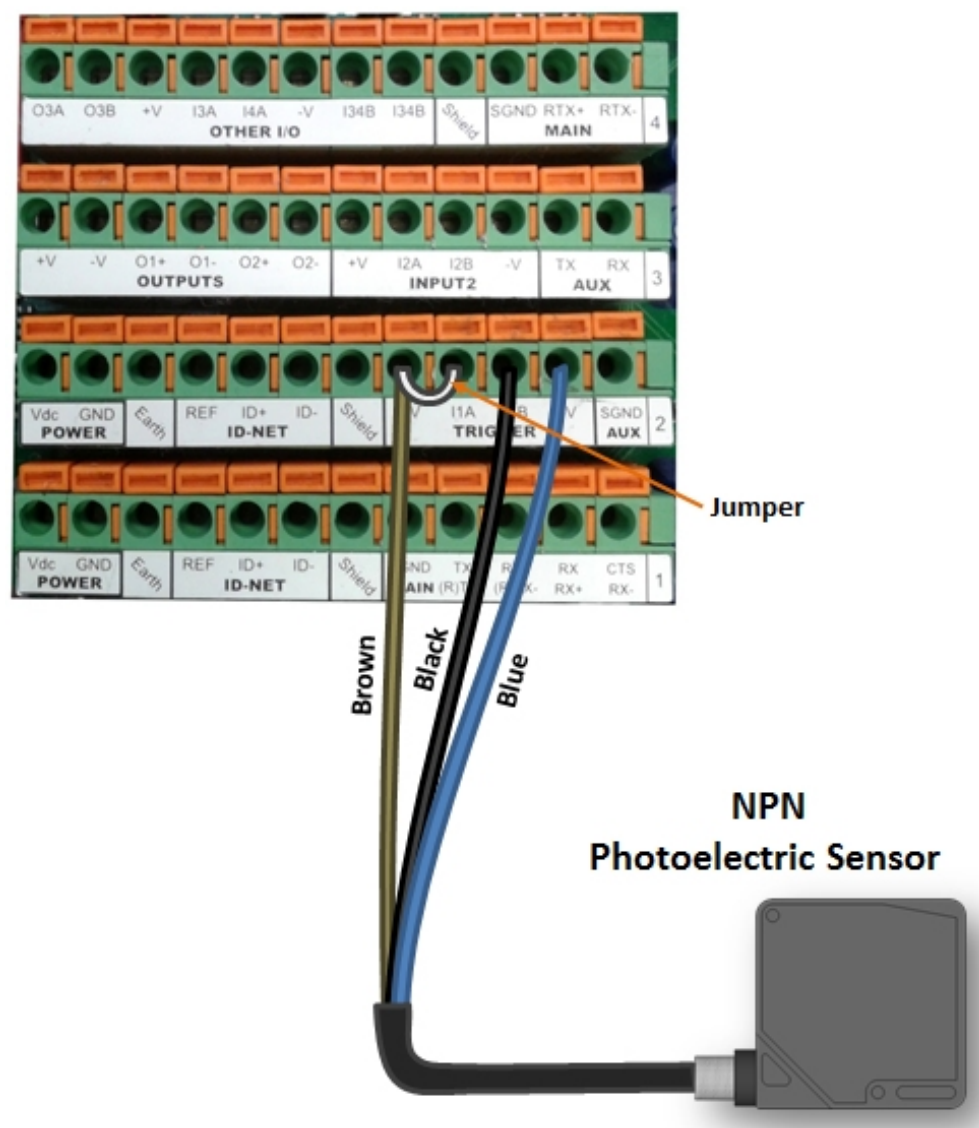 O3A O3B +V I3A I4A -V I34B I34B Shield SGND RTX+ RTX-
OTHER I/O MAIN 4
+V -V O1+ O1- O2+ O2- +V I2A I2B -V TX RX
OUTPUTS INPUT2 AUX 3
Vdc GND Earth REF ID+ ID- Shield V I1A B V SGND
POWER ID-NET TRIGGER AUX 2
Jumper
Vdc GND Earth REF ID+ ID- Shield GND TX RX CTS
POWER ID-NET AIN (R)T X- RX+ RX- 1
Brown
Black
Blue
NPN
Photoelectric Sensor